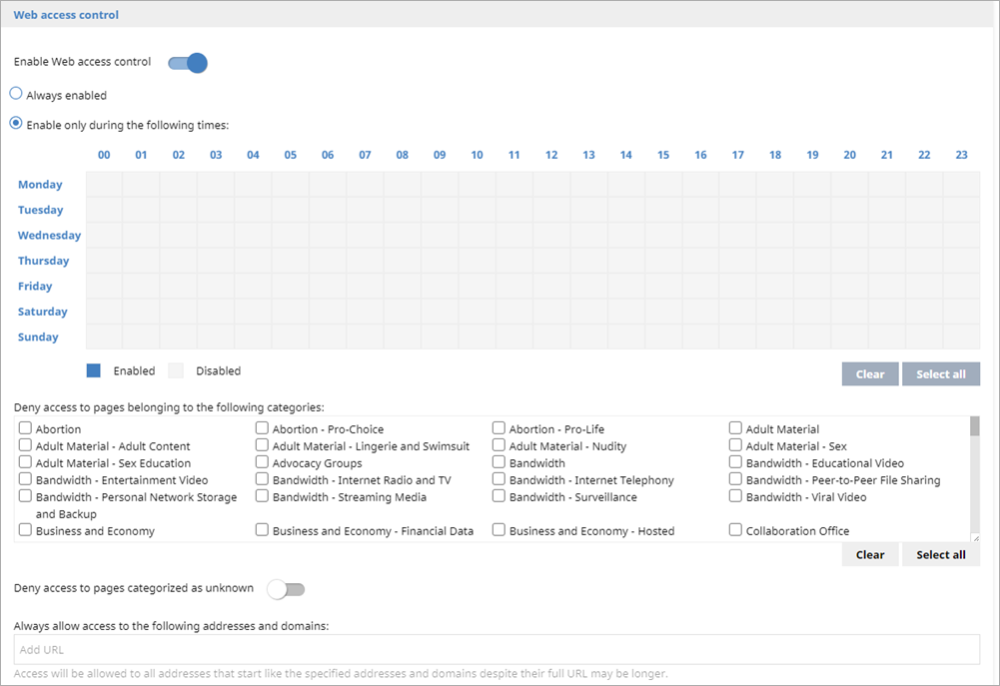 Web access control
Enable Web access control
Always enabled
Enable only during the following times:
00 01 02 03 04 05 06 07 08 09 10 11 12 13 14 15 16 17 18 19 20 21 22 23
Monday
Tuesday
Wednesday
Thursday
Friday
Saturday
Sunday
Enabled Disabled
Clear Select all
Deny access to pages belonging to the following categories:
Abortion Abortion - Pro-Choice Abortion - Pro-Life Adult Material
Adult Material - Adult Content Adult Material - Lingerie and Swimsuit Adult Material - Nudity Adult Material - Sex
Adult Material - Sex Education Advocacy Groups Bandwidth Bandwidth - Educational Video
Bandwidth - Entertainment Video Bandwidth - Internet Radio and TV Bandwidth - Internet Telephony Bandwidth - Peer-to-Peer File Sharing
Bandwidth - Personal Network Storage Bandwidth - Streaming Media Bandwidth - Surveillance Bandwidth - Viral Video
and Backup
Business and Economy Business and Economy - Financial Data Business and Economy - Hosted Collaboration Office
Clear Select all
Deny access to pages categorized as unknown
Always allow access to the following addresses and domains:
Add URL
Access will be allowed to all addresses that start like the specified addresses and domains despite their full URL may be longer.